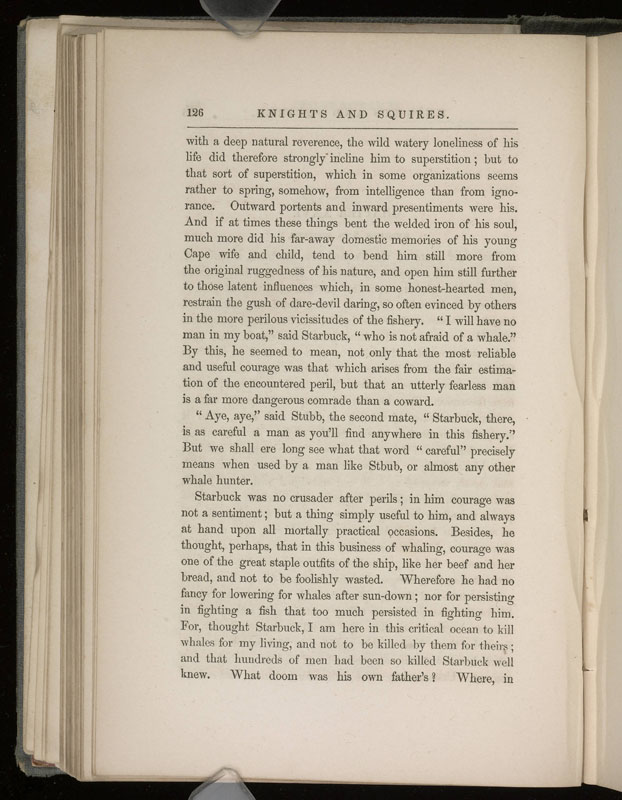 126 KNIGHTS AND SQUIRES.
with a deep natural reverence, the wild watery loneliness of his
life did therefore strongly incline him to superstition; but to
that sort of superstition, which in some organizations seems
rather to spring, somehow, from intelligence than from igno-
rance. Outward portents and inward presentiments were his.
And if at times these things bent the welded iron of his soul,
much more did his far-away domestic memories of his young
Cape wife and child, tend to bend him still more from
the original ruggedness of his nature, and open him still further
to those latent influences which, in some honest-hearted men,
restrain the gush of dare-devil daring, so often evinced by others
in the more perilous vicissitudes of the fishery. "I will have no
man in my boat," said Starbuck, "who is not afraid of a whale."
By this, he seemed to mean, not only that the most reliable
and useful courage was that which arises from the fair estima-
tion of the encountered peril, but that an utterly fearless man
is a far more dangerous comrade than a coward.
"Aye, aye," said Stubb, the second mate, "Starbuck, there,
is as careful a man as you'll find anywhere in this fishery."
But we shall ere long see what that word "careful" precisely
means when used by a man like Stbub, or almost any other
whale hunter.
Starbuck was no crusader after perils; in him courage was
not a sentiment; but a thing simply useful to him, and always
at hand upon all mortally practical occasions. Besides, he
thought, perhaps, that in this business of whaling, courage was
one of the great staple outfits of the ship, like her beef and her
bread, and not to be foolishly wasted. Wherefore he had no
fancy for lowering for whales after sun-down; nor for persisting
in fighting a fish that too much persisted in fighting him.
For, thought Starbuck, I am here in this critical ocean to kill
whales for my living, and not to be killed by them for theirs;
and that hundreds of men had been so killed Starbuck well
knew. What doom was his own father's? Where, in